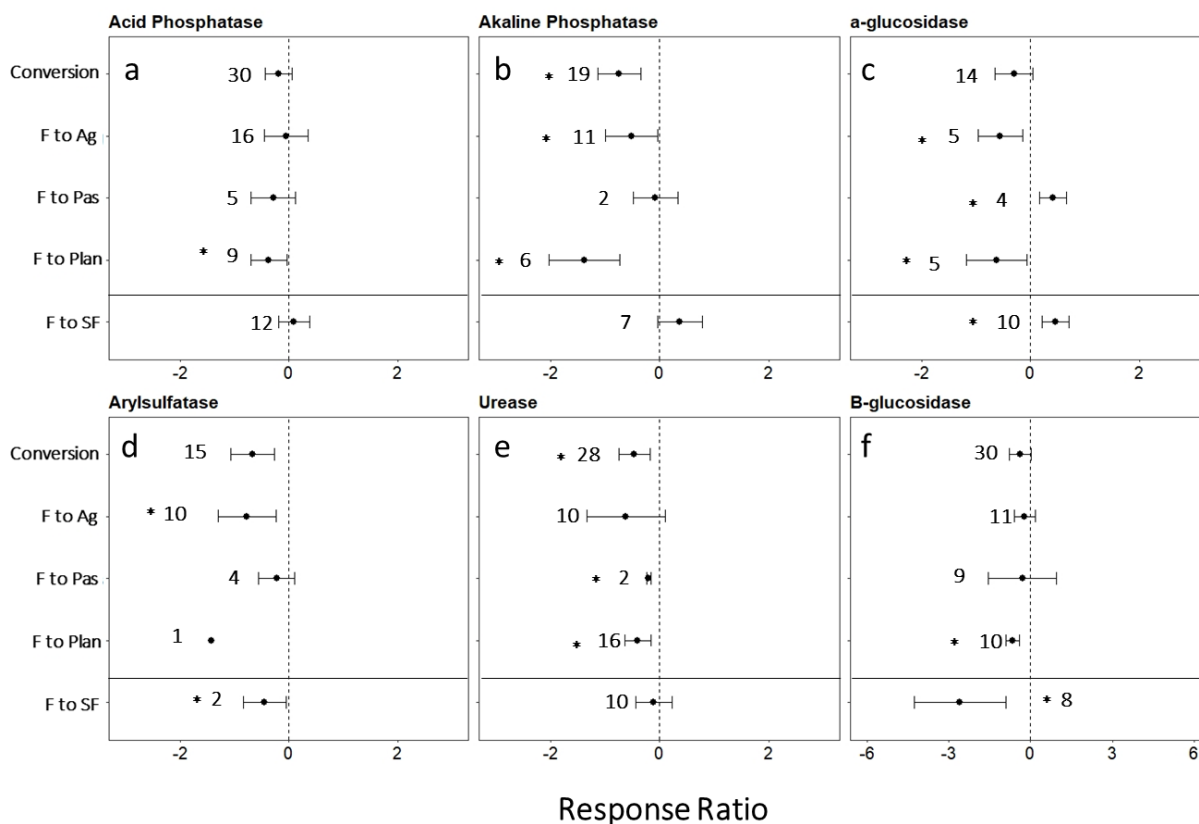 Acid Phosphatase Akaline Phosphatase a-glucosidase
a b c
Conversion 30 * 19 14
F to Ag 16 * 11 * 5
F to Pas 5 2 * 4
F to Plan * 9 * 6 * 5
F to SF 12 7 * 10
-2 0 2 -2 0 2 -6 -3 0 3 6
Arylsulfatase Urease B-glucosidase
d e f
Conversion 15 * 28 30
F to Ag * 10 10 11
F to Pas 4 * 2 9
F to Plan 1 * 16 * 10
F to SF * 2 10 * 8
-2 0 2 -2 0 2 -6 -3 0 3 6
Response Ratio